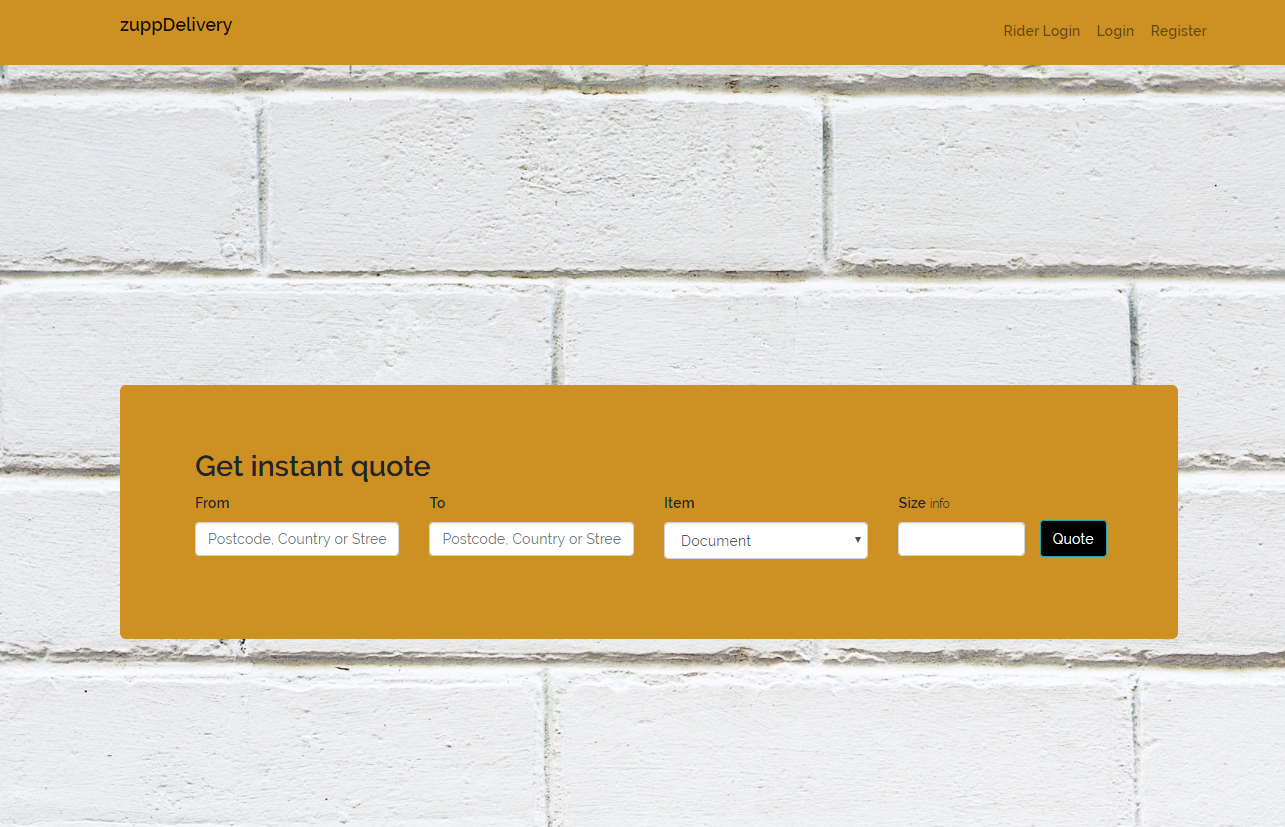 zuppDelivery
Rider Login Login Register
Get instant quote
From To Item Size info
Postcode, Country or Stree Postcode, Country or Stree Document Quote